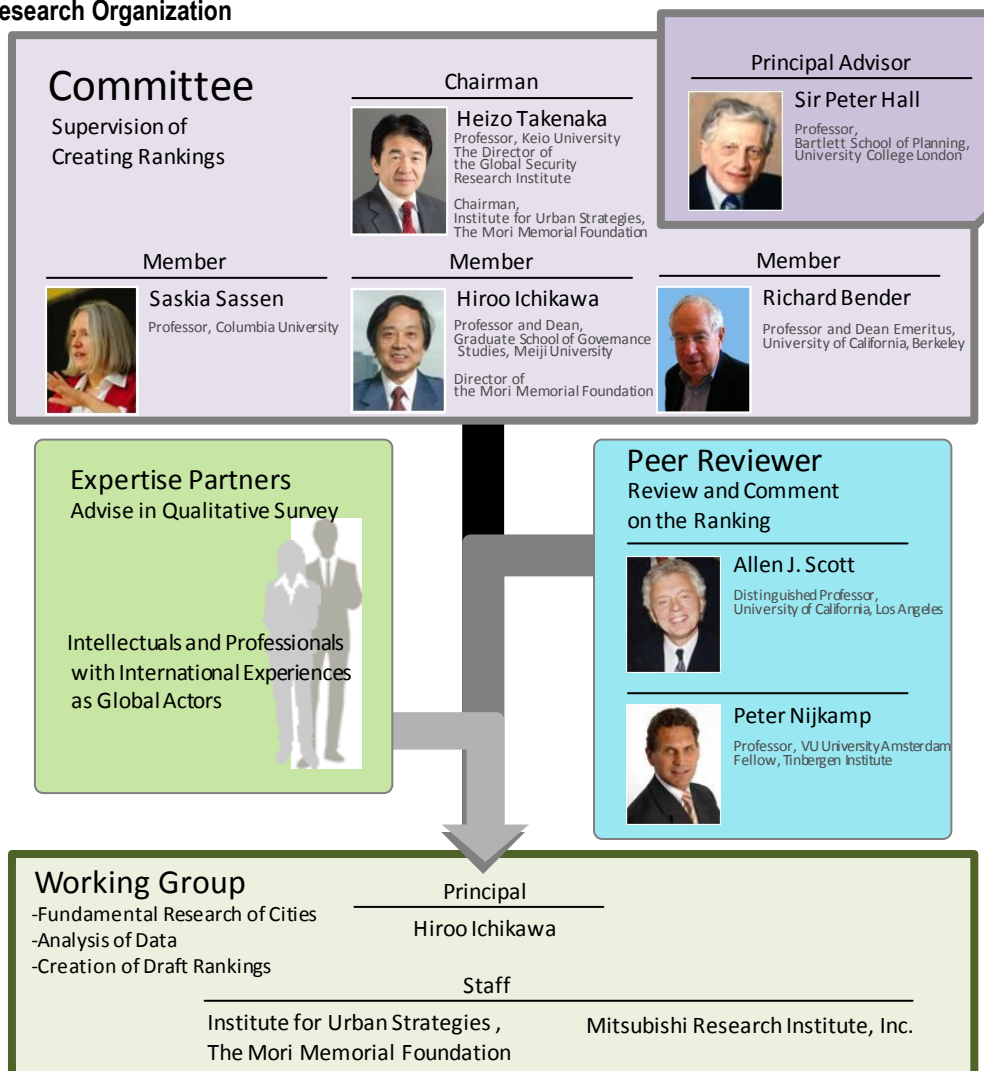 esearch Organization
Committee
Supervision of
Creating Rankings
Chairman
Heizo Takenaka
Professor, Keio University
The Director of
the Global Security
Research Institute
Chairman,
Institute for Urban Strategies,
The Mori Memorial Foundation
Principal Advisor
Sir Peter Hall
Professor,
Bartlett School of Planning,
University College London
Member
Saskia Sassen
Professor, Columbia University
Member
Hiroo Ichikawa
Professor and Dean,
Graduate School of Governance
Studies, Meiji University
Director of
the Mori Memorial Foundation
Member
Richard Bender
Professor and Dean Emeritus,
University of California, Berkeley
Expertise Partners
Advise in Qualitative Survey
Intellectuals and Professionals
with International Experiences
as Global Actors
Peer Reviewer
Review and Comment
on the Ranking
Allen J. Scott
Distinguished Professor,
University of California, Los Angeles
Peter Nijkamp
Professor, VU University Amsterdam
Fellow, Tinbergen Institute
Working Group
-Fundamental Research of Cities
-Analysis of Data
-Creation of Draft Rankings
Principal
Hiroo Ichikawa
Staff
Institute for Urban Strategies ,
The Mori Memorial Foundation
Mitsubishi Research Institute, Inc.